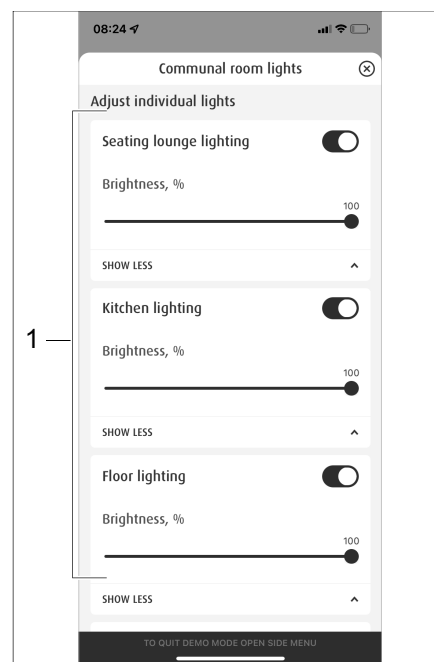 08:24
Communal room lights
Adjust individual lights
Seating lounge lighting
Brightness, %
100
SHOW LESS
Kitchen lighting
Brightness, %
100
SHOW LESS
1
Floor lighting
Brightness, %
100
SHOW LESS
TO QUIT DEMO MODE OPEN SIDE MENU